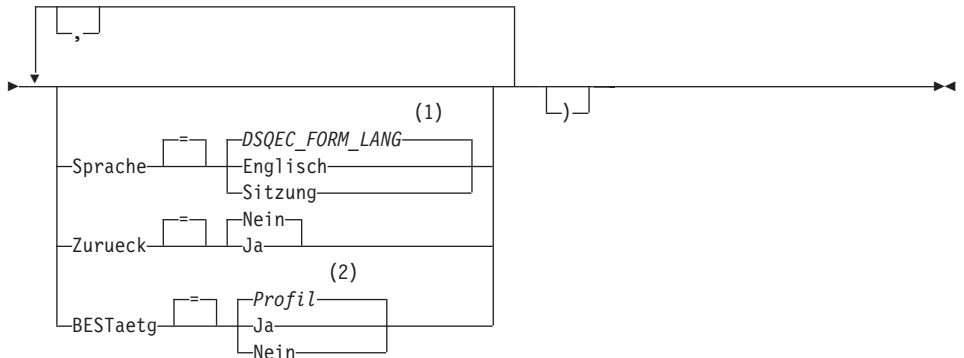 ,
)
(1)
Sprache = DSQEC_FORM_LANG
Englisch
Sitzung
Zurueck = Nein
Ja
(2)
BESTaetg = Profil
Ja
Nein